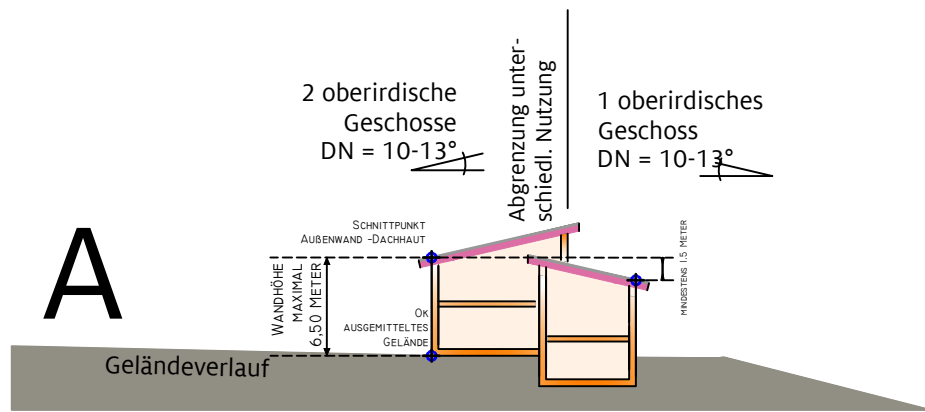 2 oberirdische
Geschosse
DN = 10-13°
Abgrenzung unter-
schiedl. Nutzung
1 oberirdisches
Geschoss
DN = 10-13°
A
SCHNITTPUNKT
AUßENWAND -DACHHAUT
WANDHÖHE
MAXIMAL
6,50 METER
OK
AUSGEMITTELTES
GELÄNDE
MINDESTENS 1.5 METER
Geländeverlauf